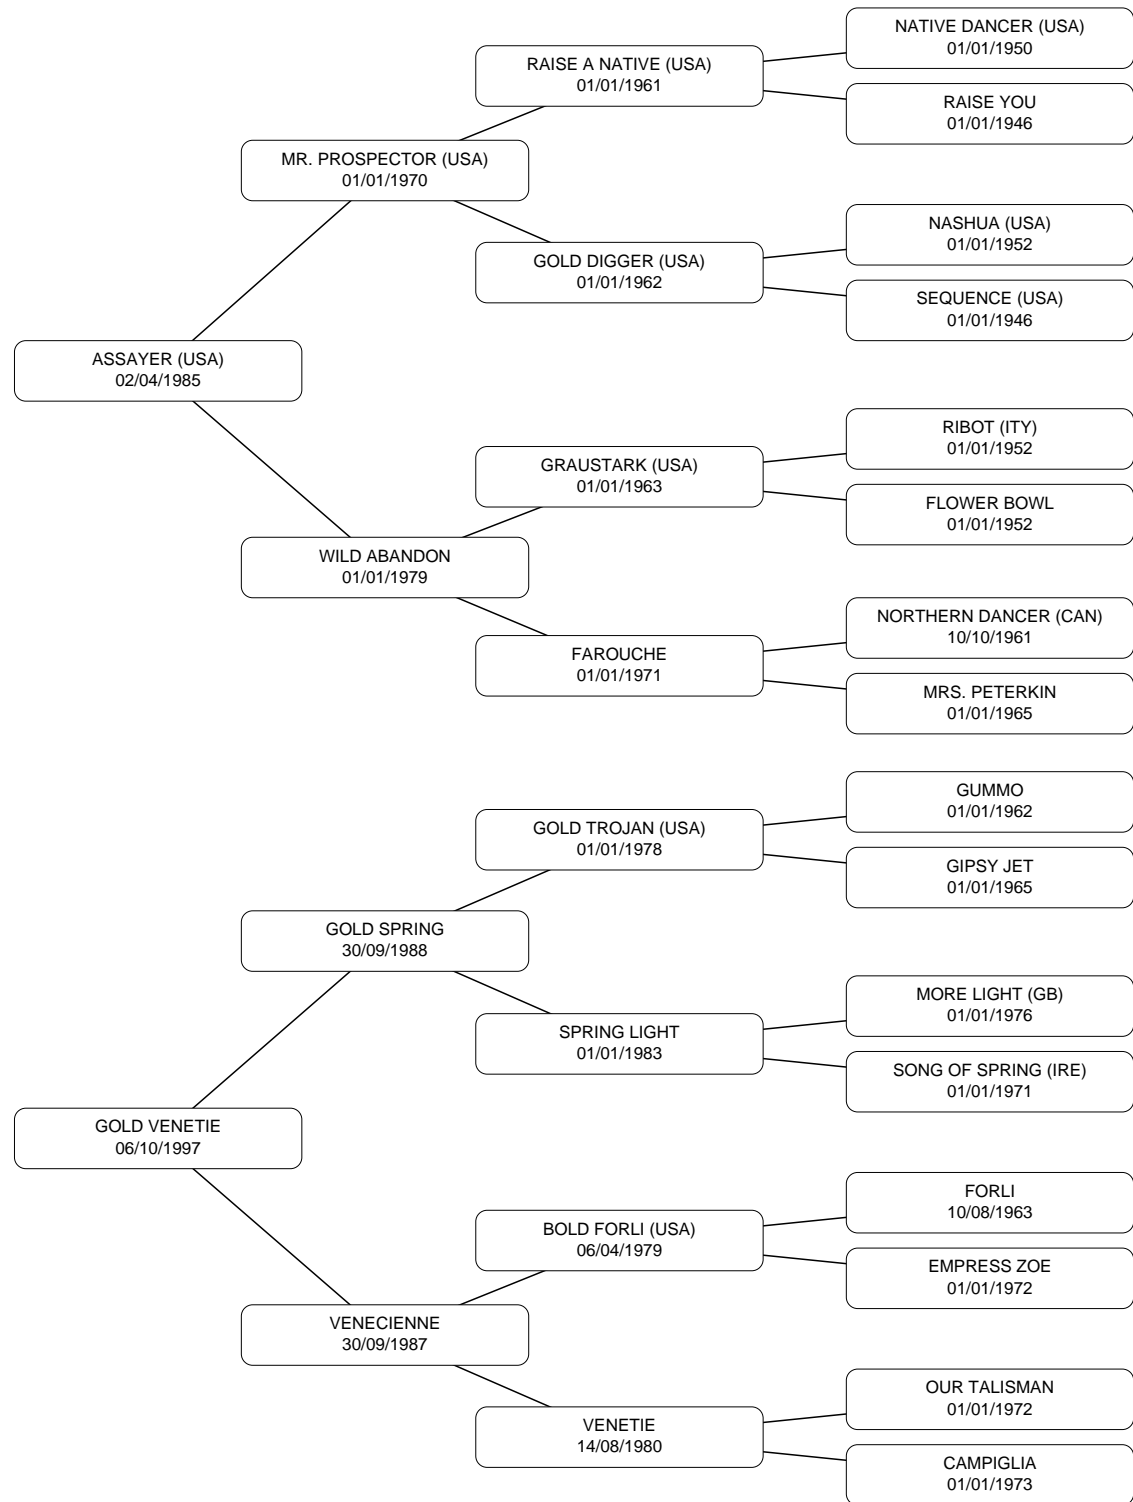 NATIVE DANCER (USA)
01/01/1950
RAISE A NATIVE (USA)
01/01/1961
RAISE YOU
01/01/1946
MR. PROSPECTOR (USA)
01/01/1970
NASHUA (USA)
01/01/1952
GOLD DIGGER (USA)
01/01/1962
SEQUENCE (USA)
01/01/1946
ASSAYER (USA)
02/04/1985
RIBOT (ITY)
01/01/1952
GRAUSTARK (USA)
01/01/1963
FLOWER BOWL
01/01/1952
WILD ABANDON
01/01/1979
NORTHERN DANCER (CAN)
10/10/1961
FAROUCHE
01/01/1971
MRS. PETERKIN
01/01/1965
GUMMO
01/01/1962
GOLD TROJAN (USA)
01/01/1978
GIPSY JET
01/01/1965
GOLD SPRING
30/09/1988
MORE LIGHT (GB)
01/01/1976
SPRING LIGHT
01/01/1983
SONG OF SPRING (IRE)
01/01/1971
GOLD VENETIE
06/10/1997
FORLI
10/08/1963
BOLD FORLI (USA)
06/04/1979
EMPRESS ZOE
01/01/1972
VENECIENNE
30/09/1987
OUR TALISMAN
01/01/1972
VENETIE
14/08/1980
CAMPIGLIA
01/01/1973